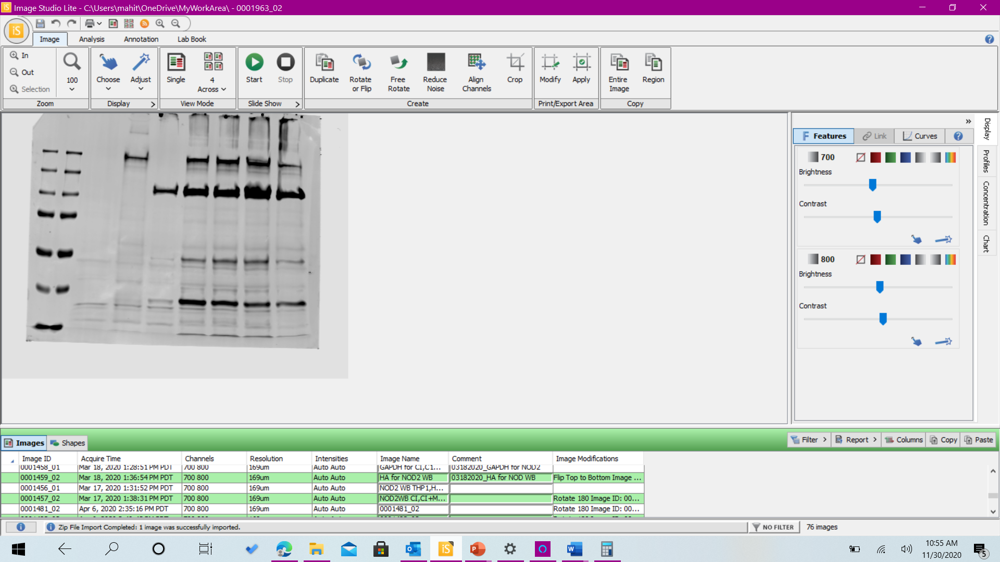 Image Studio Lite - C:\Users\mahit\OneDrive\MyWorkArea\ - 0001963_02
iS
Image Analysis Annotation Lab Book
In
Out
Selection
100
Zoom
Choose Adjust
Display
Single 4 Across
View Mode
Start Stop
Slide Show
Duplicate Rotate or Flip Free Rotate Reduce Noise Align Channels Crop
Create
Modify Apply
Print/Export Area
Entire Image Region
Copy
Features Link Curves
Display
Profiles
Concentration
Chart
700
Brightness
Contrast
800
Brightness
Contrast
Images Shapes Filter Report Columns Copy Paste
Image ID Acquire Time Channels Resolution Intensities Image Name Comment Image Modifications
0001458_01 Mar 18, 2020 1:28:51 PM PDT 700 800 169um Auto Auto GAPDH for CI,C1... 03182020_GAPDH for NOD2
0001459_02 Mar 18, 2020 1:36:54 PM PDT 700 800 169um Auto Auto HA for NOD2 WB 03182020_HA for NOD WB Flip Top to Bottom Image ...
0001456_01 Mar 17, 2020 1:31:52 PM PDT 700 800 169um Auto Auto NOD2 WB THP1,H...
0001457_02 Mar 17, 2020 1:38:31 PM PDT 700 800 169um Auto Auto NOD2WB CI,CI+M... Rotate 180 Image ID: 00...
0001481_02 Apr 6, 2020 2:35:16 PM PDT 700 800 169um Auto Auto 0001481_02 Rotate 180 Image ID: 00...
Zip File Import Completed: 1 image was successfully imported. NO FILTER 76 images
10:55 AM
11/30/2020
5